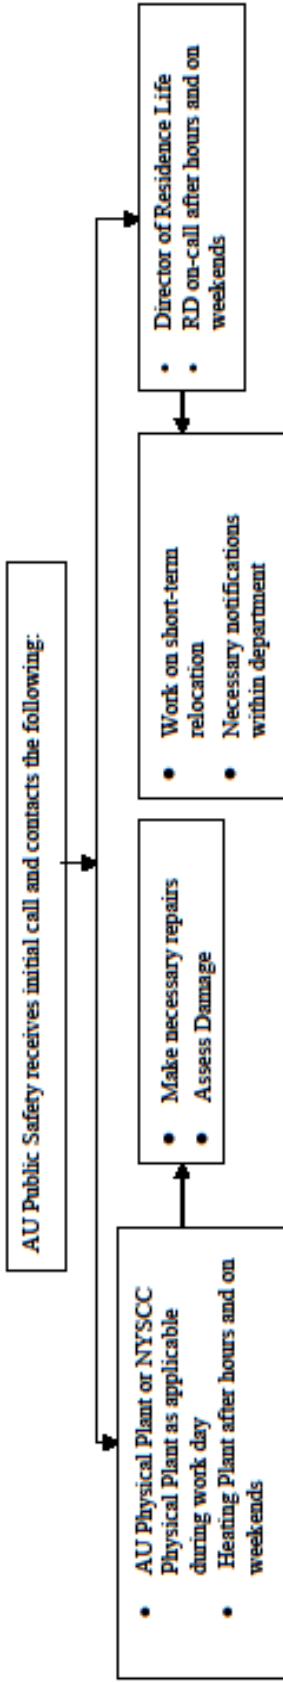 AU Public Safety receives initial call and contacts the following:
• AU Physical Plant or NYSCC
Physical Plant as applicable
during work day
• Heating Plant after hours and on
weekends
• Make necessary repairs
• Assess Damage
• Work on short-term
relocation
• Necessary notifications
within department
• Director of Residence Life
• RD on-call after hours and on
weekends